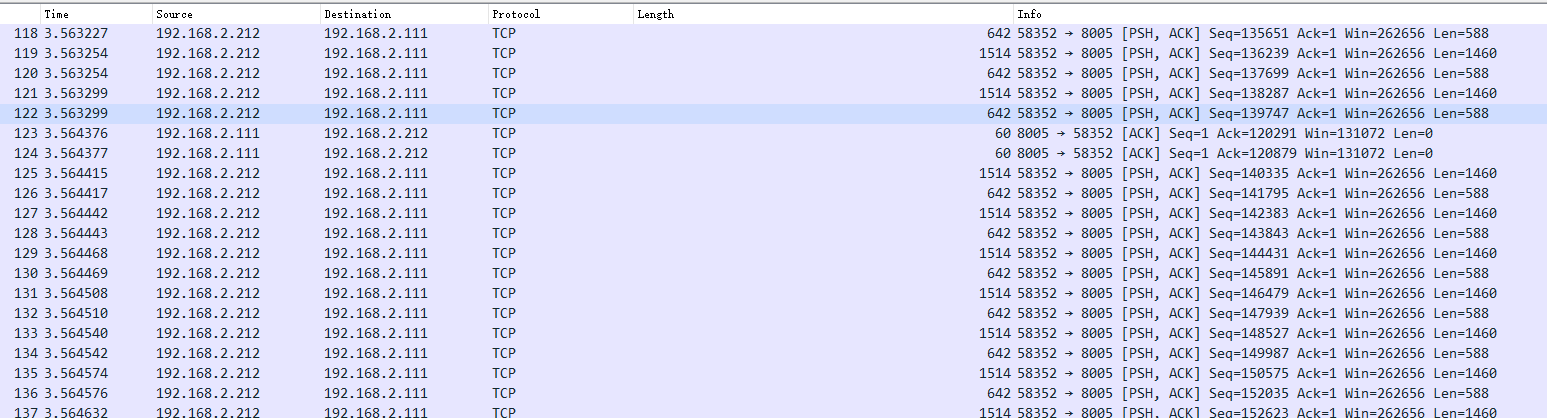 Time Source Destination Protocol Length Info
118 3.563227 192.168.2.212 192.168.2.111 TCP 642 58352 → 8005 [PSH, ACK] Seq=135651 Ack=1 Win=262656 Len=588
119 3.563254 192.168.2.212 192.168.2.111 TCP 1514 58352 → 8005 [PSH, ACK] Seq=136239 Ack=1 Win=262656 Len=1460
120 3.563254 192.168.2.212 192.168.2.111 TCP 642 58352 → 8005 [PSH, ACK] Seq=137699 Ack=1 Win=262656 Len=588
121 3.563299 192.168.2.212 192.168.2.111 TCP 1514 58352 → 8005 [PSH, ACK] Seq=138287 Ack=1 Win=262656 Len=1460
122 3.563299 192.168.2.212 192.168.2.111 TCP 642 58352 → 8005 [PSH, ACK] Seq=139747 Ack=1 Win=262656 Len=588
123 3.564376 192.168.2.111 192.168.2.212 TCP 60 8005 → 58352 [ACK] Seq=1 Ack=120291 Win=131072 Len=0
124 3.564377 192.168.2.111 192.168.2.212 TCP 60 8005 → 58352 [ACK] Seq=1 Ack=120879 Win=131072 Len=0
125 3.564415 192.168.2.212 192.168.2.111 TCP 1514 58352 → 8005 [PSH, ACK] Seq=140335 Ack=1 Win=262656 Len=1460
126 3.564417 192.168.2.212 192.168.2.111 TCP 642 58352 → 8005 [PSH, ACK] Seq=141795 Ack=1 Win=262656 Len=588
127 3.564442 192.168.2.212 192.168.2.111 TCP 1514 58352 → 8005 [PSH, ACK] Seq=142383 Ack=1 Win=262656 Len=1460
128 3.564443 192.168.2.212 192.168.2.111 TCP 642 58352 → 8005 [PSH, ACK] Seq=143843 Ack=1 Win=262656 Len=588
129 3.564468 192.168.2.212 192.168.2.111 TCP 1514 58352 → 8005 [PSH, ACK] Seq=144431 Ack=1 Win=262656 Len=1460
130 3.564469 192.168.2.212 192.168.2.111 TCP 642 58352 → 8005 [PSH, ACK] Seq=145891 Ack=1 Win=262656 Len=588
131 3.564508 192.168.2.212 192.168.2.111 TCP 1514 58352 → 8005 [PSH, ACK] Seq=146479 Ack=1 Win=262656 Len=1460
132 3.564510 192.168.2.212 192.168.2.111 TCP 642 58352 → 8005 [PSH, ACK] Seq=147939 Ack=1 Win=262656 Len=588
133 3.564540 192.168.2.212 192.168.2.111 TCP 1514 58352 → 8005 [PSH, ACK] Seq=148527 Ack=1 Win=262656 Len=1460
134 3.564542 192.168.2.212 192.168.2.111 TCP 642 58352 → 8005 [PSH, ACK] Seq=149987 Ack=1 Win=262656 Len=588
135 3.564574 192.168.2.212 192.168.2.111 TCP 1514 58352 → 8005 [PSH, ACK] Seq=150575 Ack=1 Win=262656 Len=1460
136 3.564576 192.168.2.212 192.168.2.111 TCP 642 58352 → 8005 [PSH, ACK] Seq=152035 Ack=1 Win=262656 Len=588
137 3.564632 192.168.2.212 192.168.2.111 TCP 1514 58352 → 8005 [PSH, ACK] Seq=152623 Ack=1 Win=262656 Len=1460